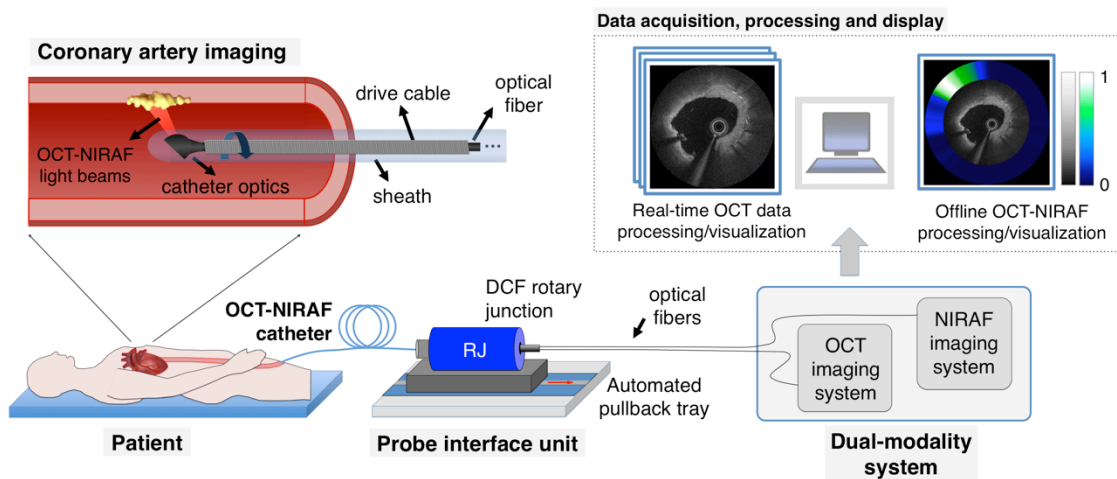 Coronary artery imaging
drive cable
optical
fiber
OCT-NIRAF
light beams
catheter optics
sheath
Data acquisition, processing and display
1
0
Real-time OCT data
processing/visualization
Offline OCT-NIRAF
processing/visualization
OCT-NIRAF
catheter
DCF rotary
junction
RJ
optical
fibers
Automated
pullback tray
OCT
imaging
system
NIRAF
imaging
system
Patient
Probe interface unit
Dual-modality
system